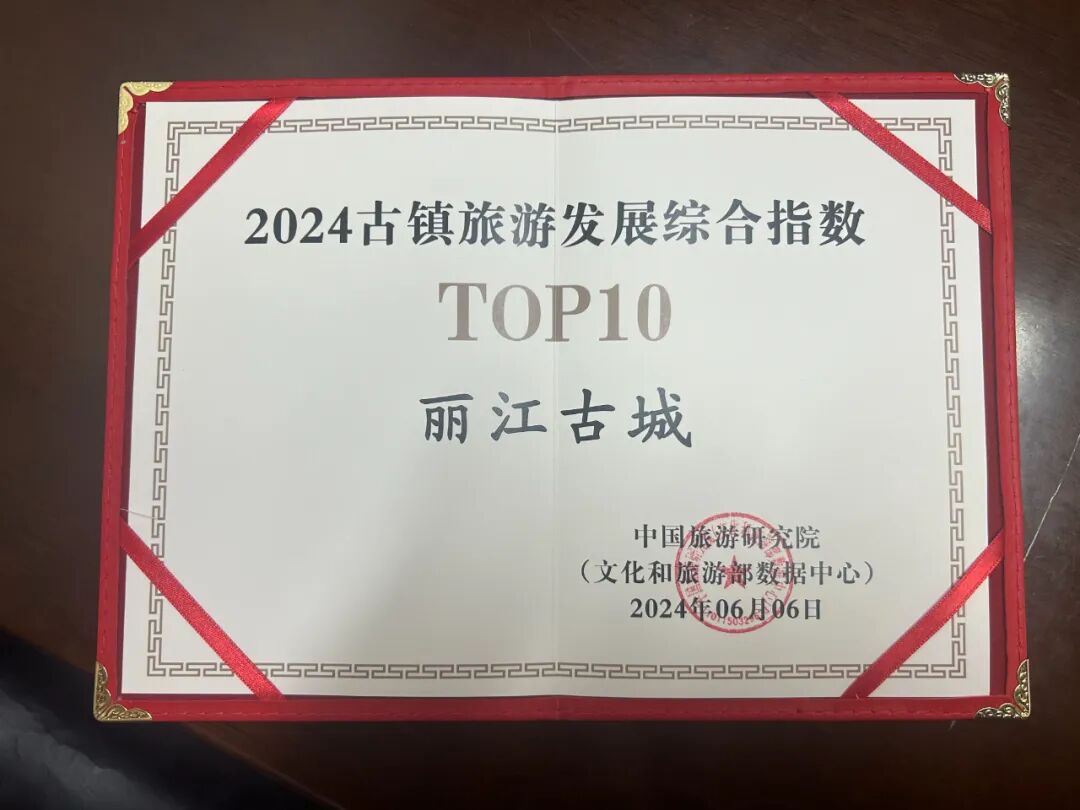 2024古镇旅游发展综合指数
TOP10
丽江古城
中国旅游研究院
（文化和旅游部数据中心）
2024年06月06日